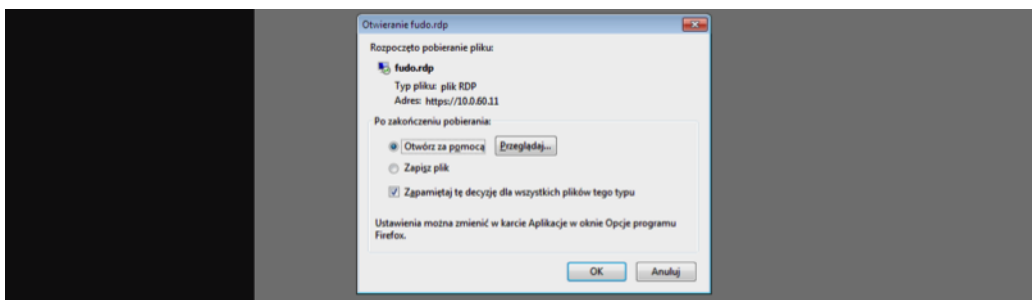 Otwieranie fudo.rdp
Rozpoczęto pobieranie pliku:
fudo.rdp
Typ pliku: plik RDP
Adres: https://10.0.60.11
Po zakończeniu pobierania:
Otwórz za pomocą Przeglądaj...
Zapisz plik
Zapamiętaj tę decyzję dla wszystkich plików tego typu
Ustawienia można zmienić w karcie Aplikacje w oknie Opcje programu
Firefox.
OK Anuluj